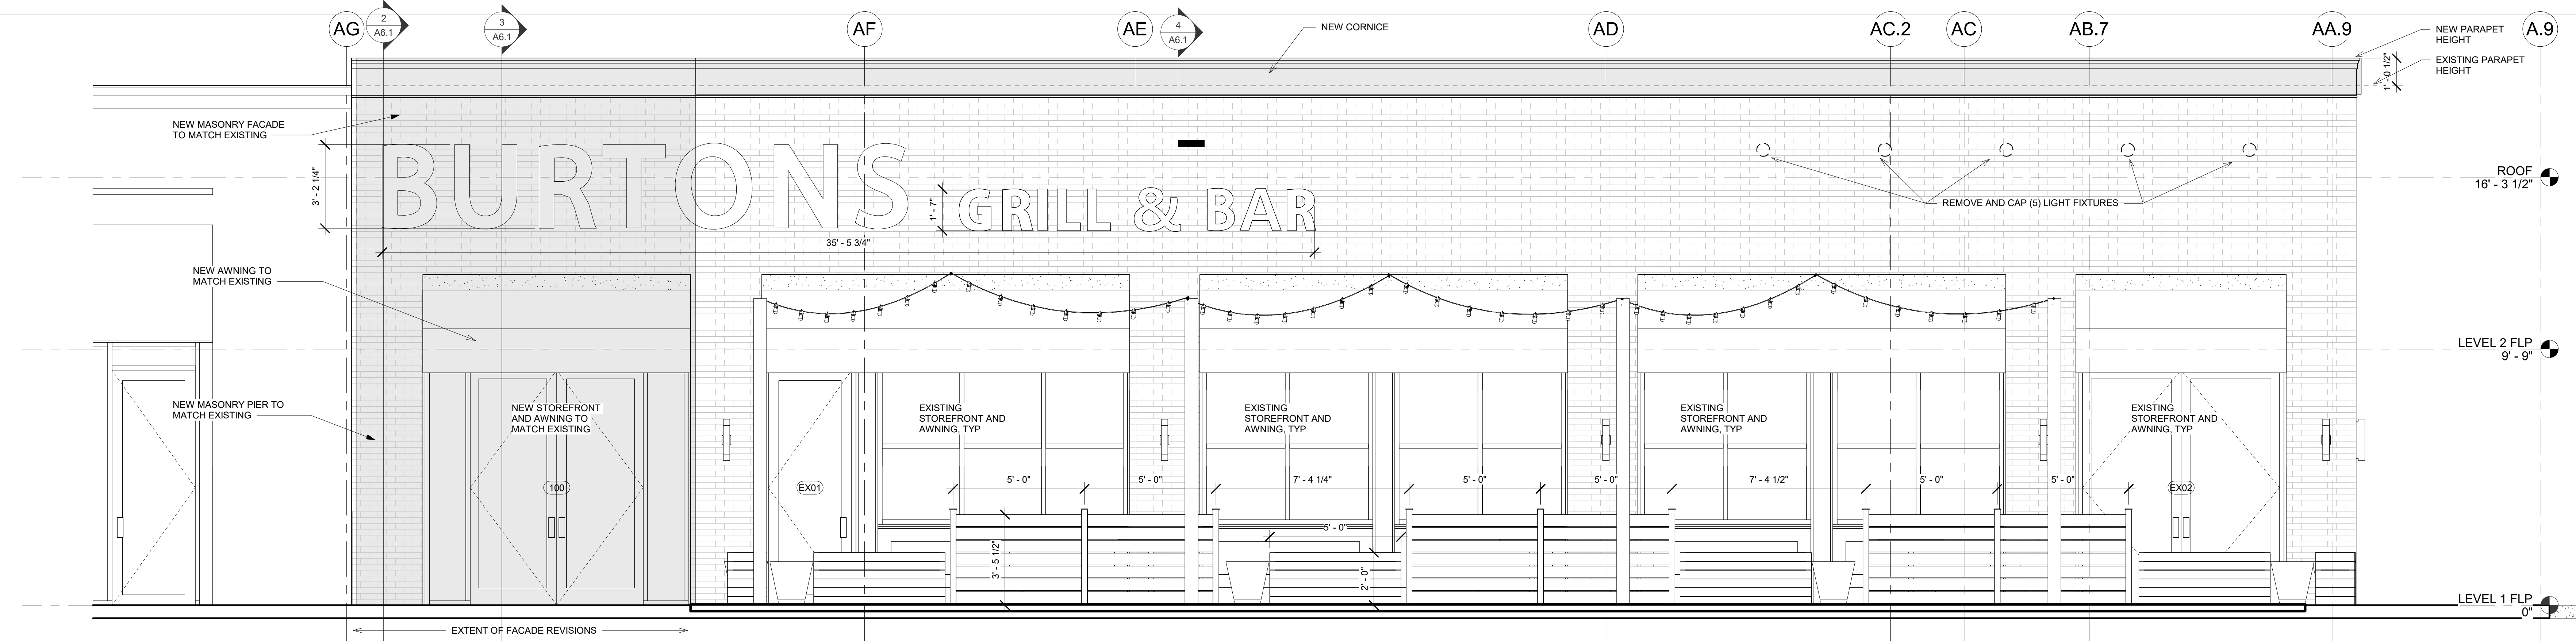 AG
2
A6.1
3
A6.1
AF
AE
4
A6.1
NEW CORNICE
AD
AC.2
AC
AB.7
AA.9
NEW PARAPET
HEIGHT
A.9
EXISTING PARAPET
HEIGHT
1' - 0 1/2"
NEW MASONRY FACADE
TO MATCH EXISTING
3' - 2 1/4"
BURTONS
1' - 7"
GRILL & BAR
35' - 5 3/4"
REMOVE AND CAP (5) LIGHT FIXTURES
ROOF
16' - 3 1/2"
NEW AWNING TO
MATCH EXISTING
LEVEL 2 FLP
9' - 9"
NEW MASONRY PIER TO
MATCH EXISTING
NEW STOREFRONT
AND AWNING TO
MATCH EXISTING
EXISTING
STOREFRONT AND
AWNING, TYP
EXISTING
STOREFRONT AND
AWNING, TYP
EXISTING
STOREFRONT AND
AWNING, TYP
EXISTING
STOREFRONT AND
AWNING, TYP
100
EX01
5' - 0"
5' - 0"
7' - 4 1/4"
5' - 0"
5' - 0"
7' - 4 1/2"
5' - 0"
5' - 0"
EX02
3' - 5 1/2"
5' - 0"
2' - 0"
LEVEL 1 FLP
0"
EXTENT OF FACADE REVISIONS